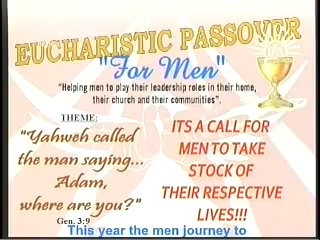 EUCHARISTIC PASSOVER
"For Men"
"Helping men to play their leadership roles in their home,
their church and their communities".
THEME:
"Yahweh called
the man saying...
Adam,
where are you?"
Gen. 3:9
ITS A CALL FOR
MEN TO TAKE
STOCK OF
THEIR RESPECTIVE
LIVES!!!
This year the men journey to